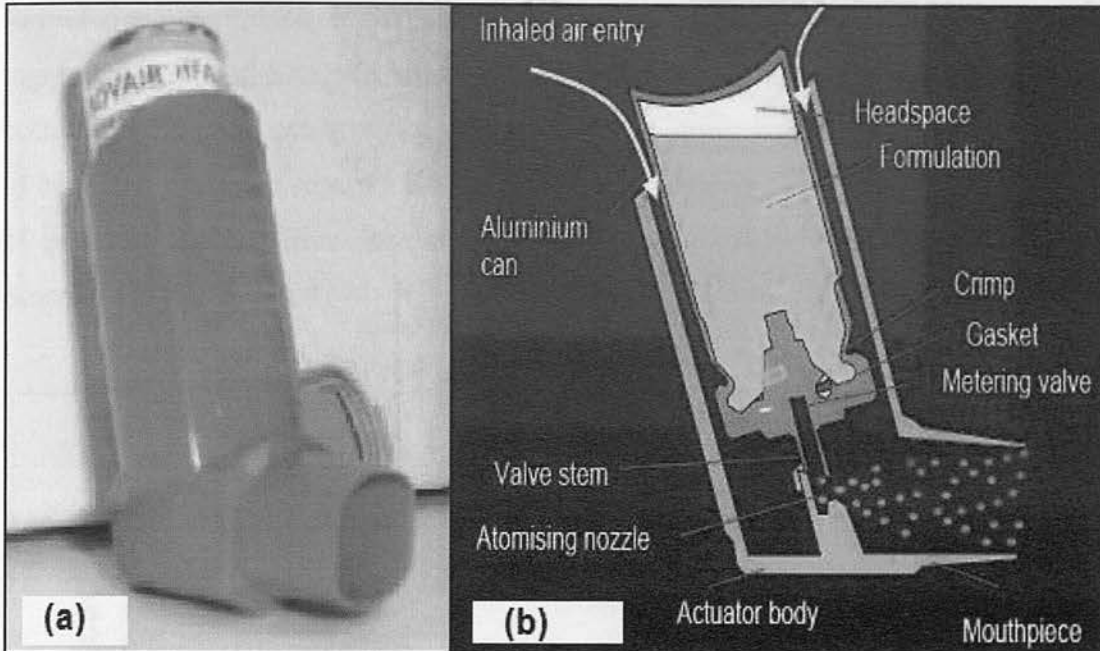 Inhaled air entry
Headspace
Formulation
Aluminium
can
Crimp
Gasket
Metering valve
Valve stem
Atomising nozzle
Actuator body
Mouthpiece
(a)
(b)